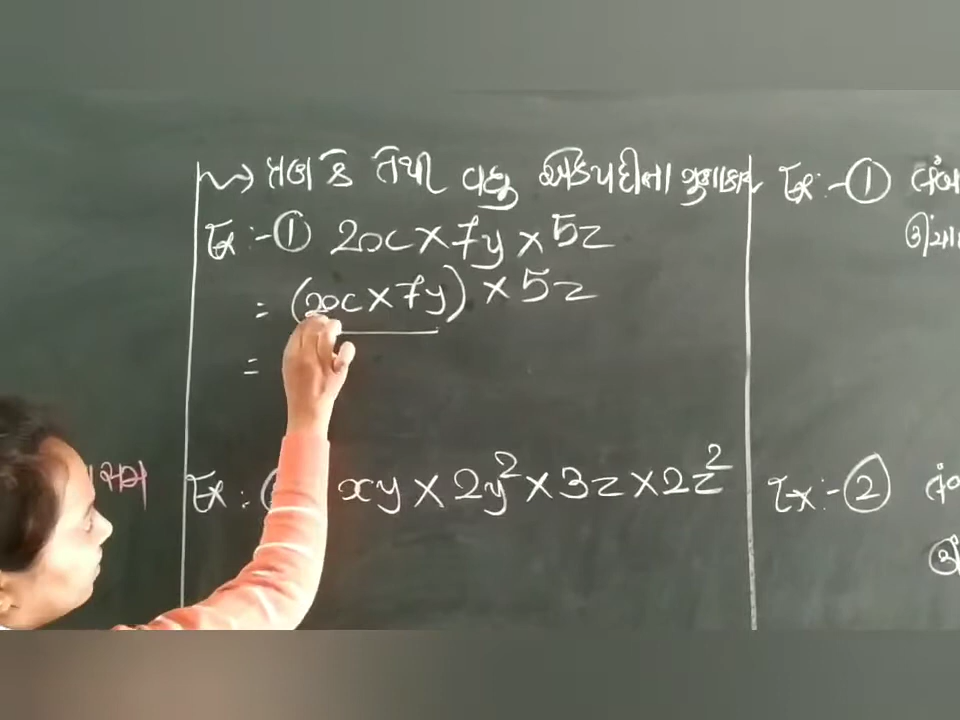 ત્રણ કે તેથી વધુ એકપદીના ગુણાકાર
Ex :- ① 2x × 7y × 5z
= (2x × 7y) × 5z
=
Ex : xy × 2y² × 3z × 2z²
Ex :- ①
Ex :- ②